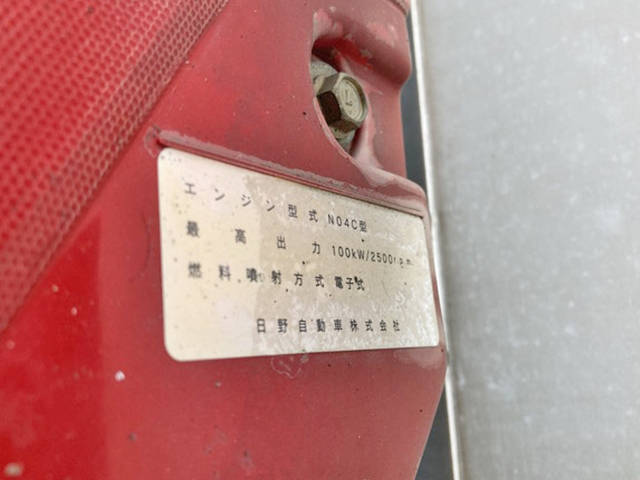 エンジン型式 N04C型
最高出力 100kW/2500rpm
燃料噴射方式 電子式
日野自動車株式会社